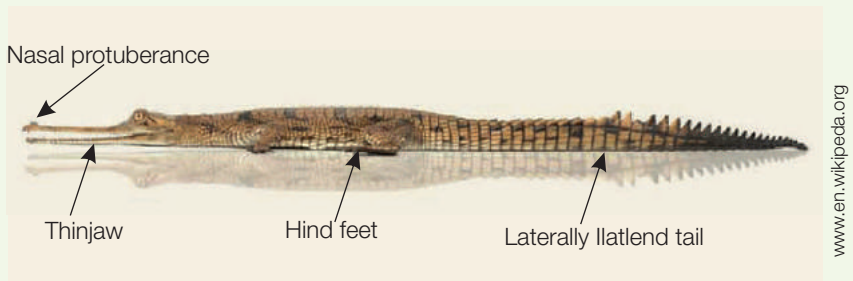 Nasal protuberance
Thinjaw
Hind feet
Laterally llatlend tail
www.en.wikipeda.org